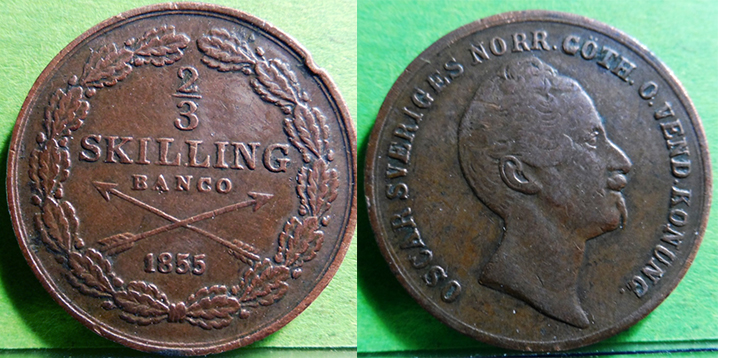 2
3
SKILLING
BANCO
1855
OSCAR SVERIGES NORR. GÖTH. O. VEND. KONUNG.